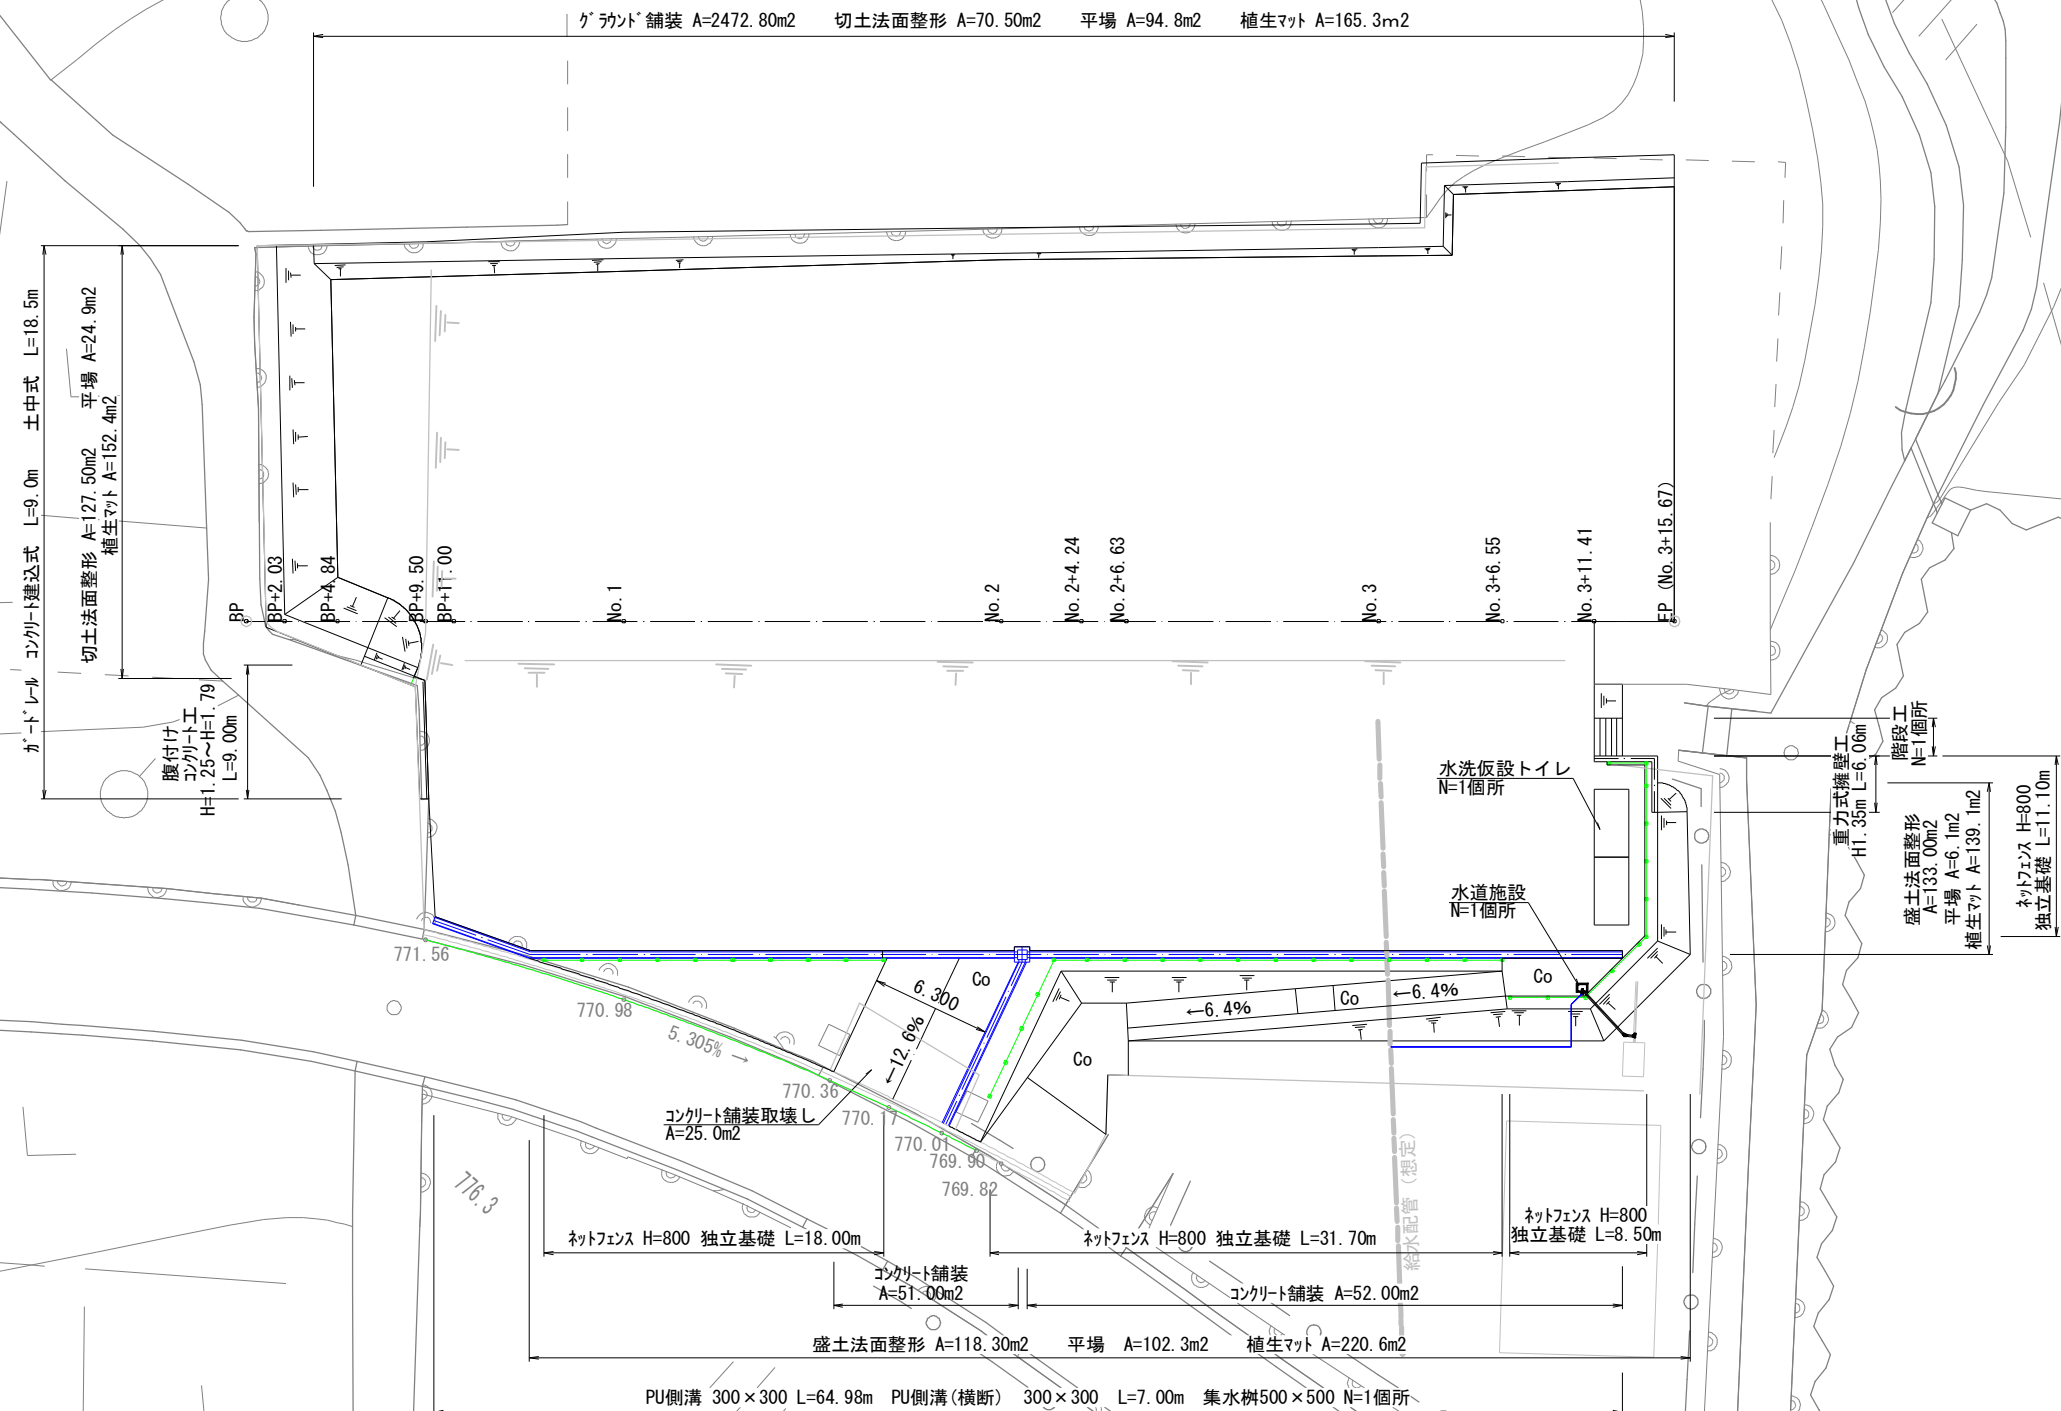 グラウンド舗装 A=2472.80m2 切土法面整形 A=70.50m2 平場 A=94.8m2 植生マット A=165.3m2
ガードレール コンクリート建込式 L=9.0m 土中式 L=18.5m
切土法面整形 A=127.50m2 平場 A=24.9m2
植生マット A=152.4m2
腹付け
コンクリート工
H=1.25～H=1.79
L=9.00m
BP
BP+2.03
BP+4.84
BP+9.50
BP+11.00
No.1
No.2
No.2+4.24
No.2+6.63
No.3
No.3+6.55
No.3+11.41
EP (No.3+15.67)
水洗仮設トイレ
N=1個所
水道施設
N=1個所
階段工
N=1個所
重力式擁壁工
H1.35m L=6.06m
盛土法面整形
A=133.00m2
平場 A=6.1m2
植生マット A=139.1m2
ネットフェンス H=800
独立基礎 L=11.10m
771.56
770.98
5.305% →
770.36
770.17
770.01
769.90
769.82
776.3
6.300
Co
←12.6%
Co
←6.4%
Co
←6.4%
Co
コンクリート舗装取壊し
A=25.0m2
給水配管（想定）
ネットフェンス H=800 独立基礎 L=18.00m
ネットフェンス H=800 独立基礎 L=31.70m
ネットフェンス H=800
独立基礎 L=8.50m
コンクリート舗装
A=51.00m2
コンクリート舗装 A=52.00m2
盛土法面整形 A=118.30m2 平場 A=102.3m2 植生マット A=220.6m2
PU側溝 300×300 L=64.98m PU側溝(横断) 300×300 L=7.00m 集水桝500×500 N=1個所